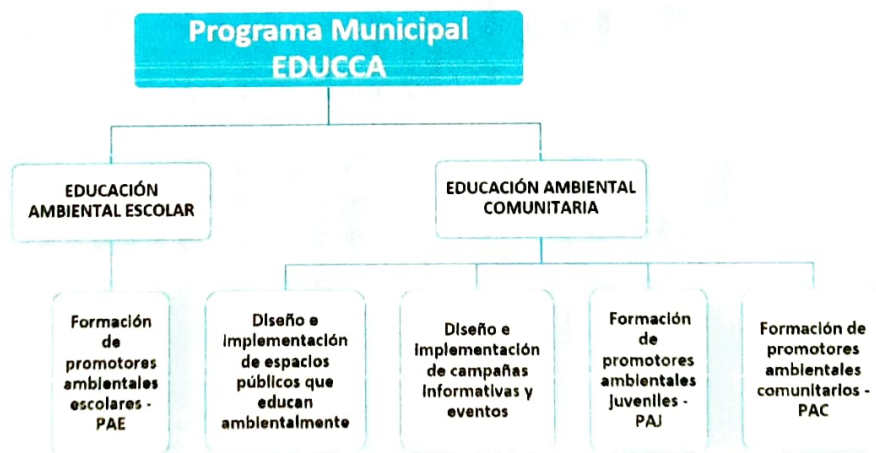 Programa Municipal
EDUCCA
EDUCACIÓN
AMBIENTAL ESCOLAR
EDUCACIÓN AMBIENTAL
COMUNITARIA
Formación
de
promotores
ambientales
escolares -
PAE
Diseño e
implementación
de espacios
públicos que
educan
ambientalmente
Diseño e
implementación
de campañas
informativas y
eventos
Formación
de
promotores
ambientales
juveniles -
PAJ
Formación de
promotores
ambientales
comunitarios -
PAC